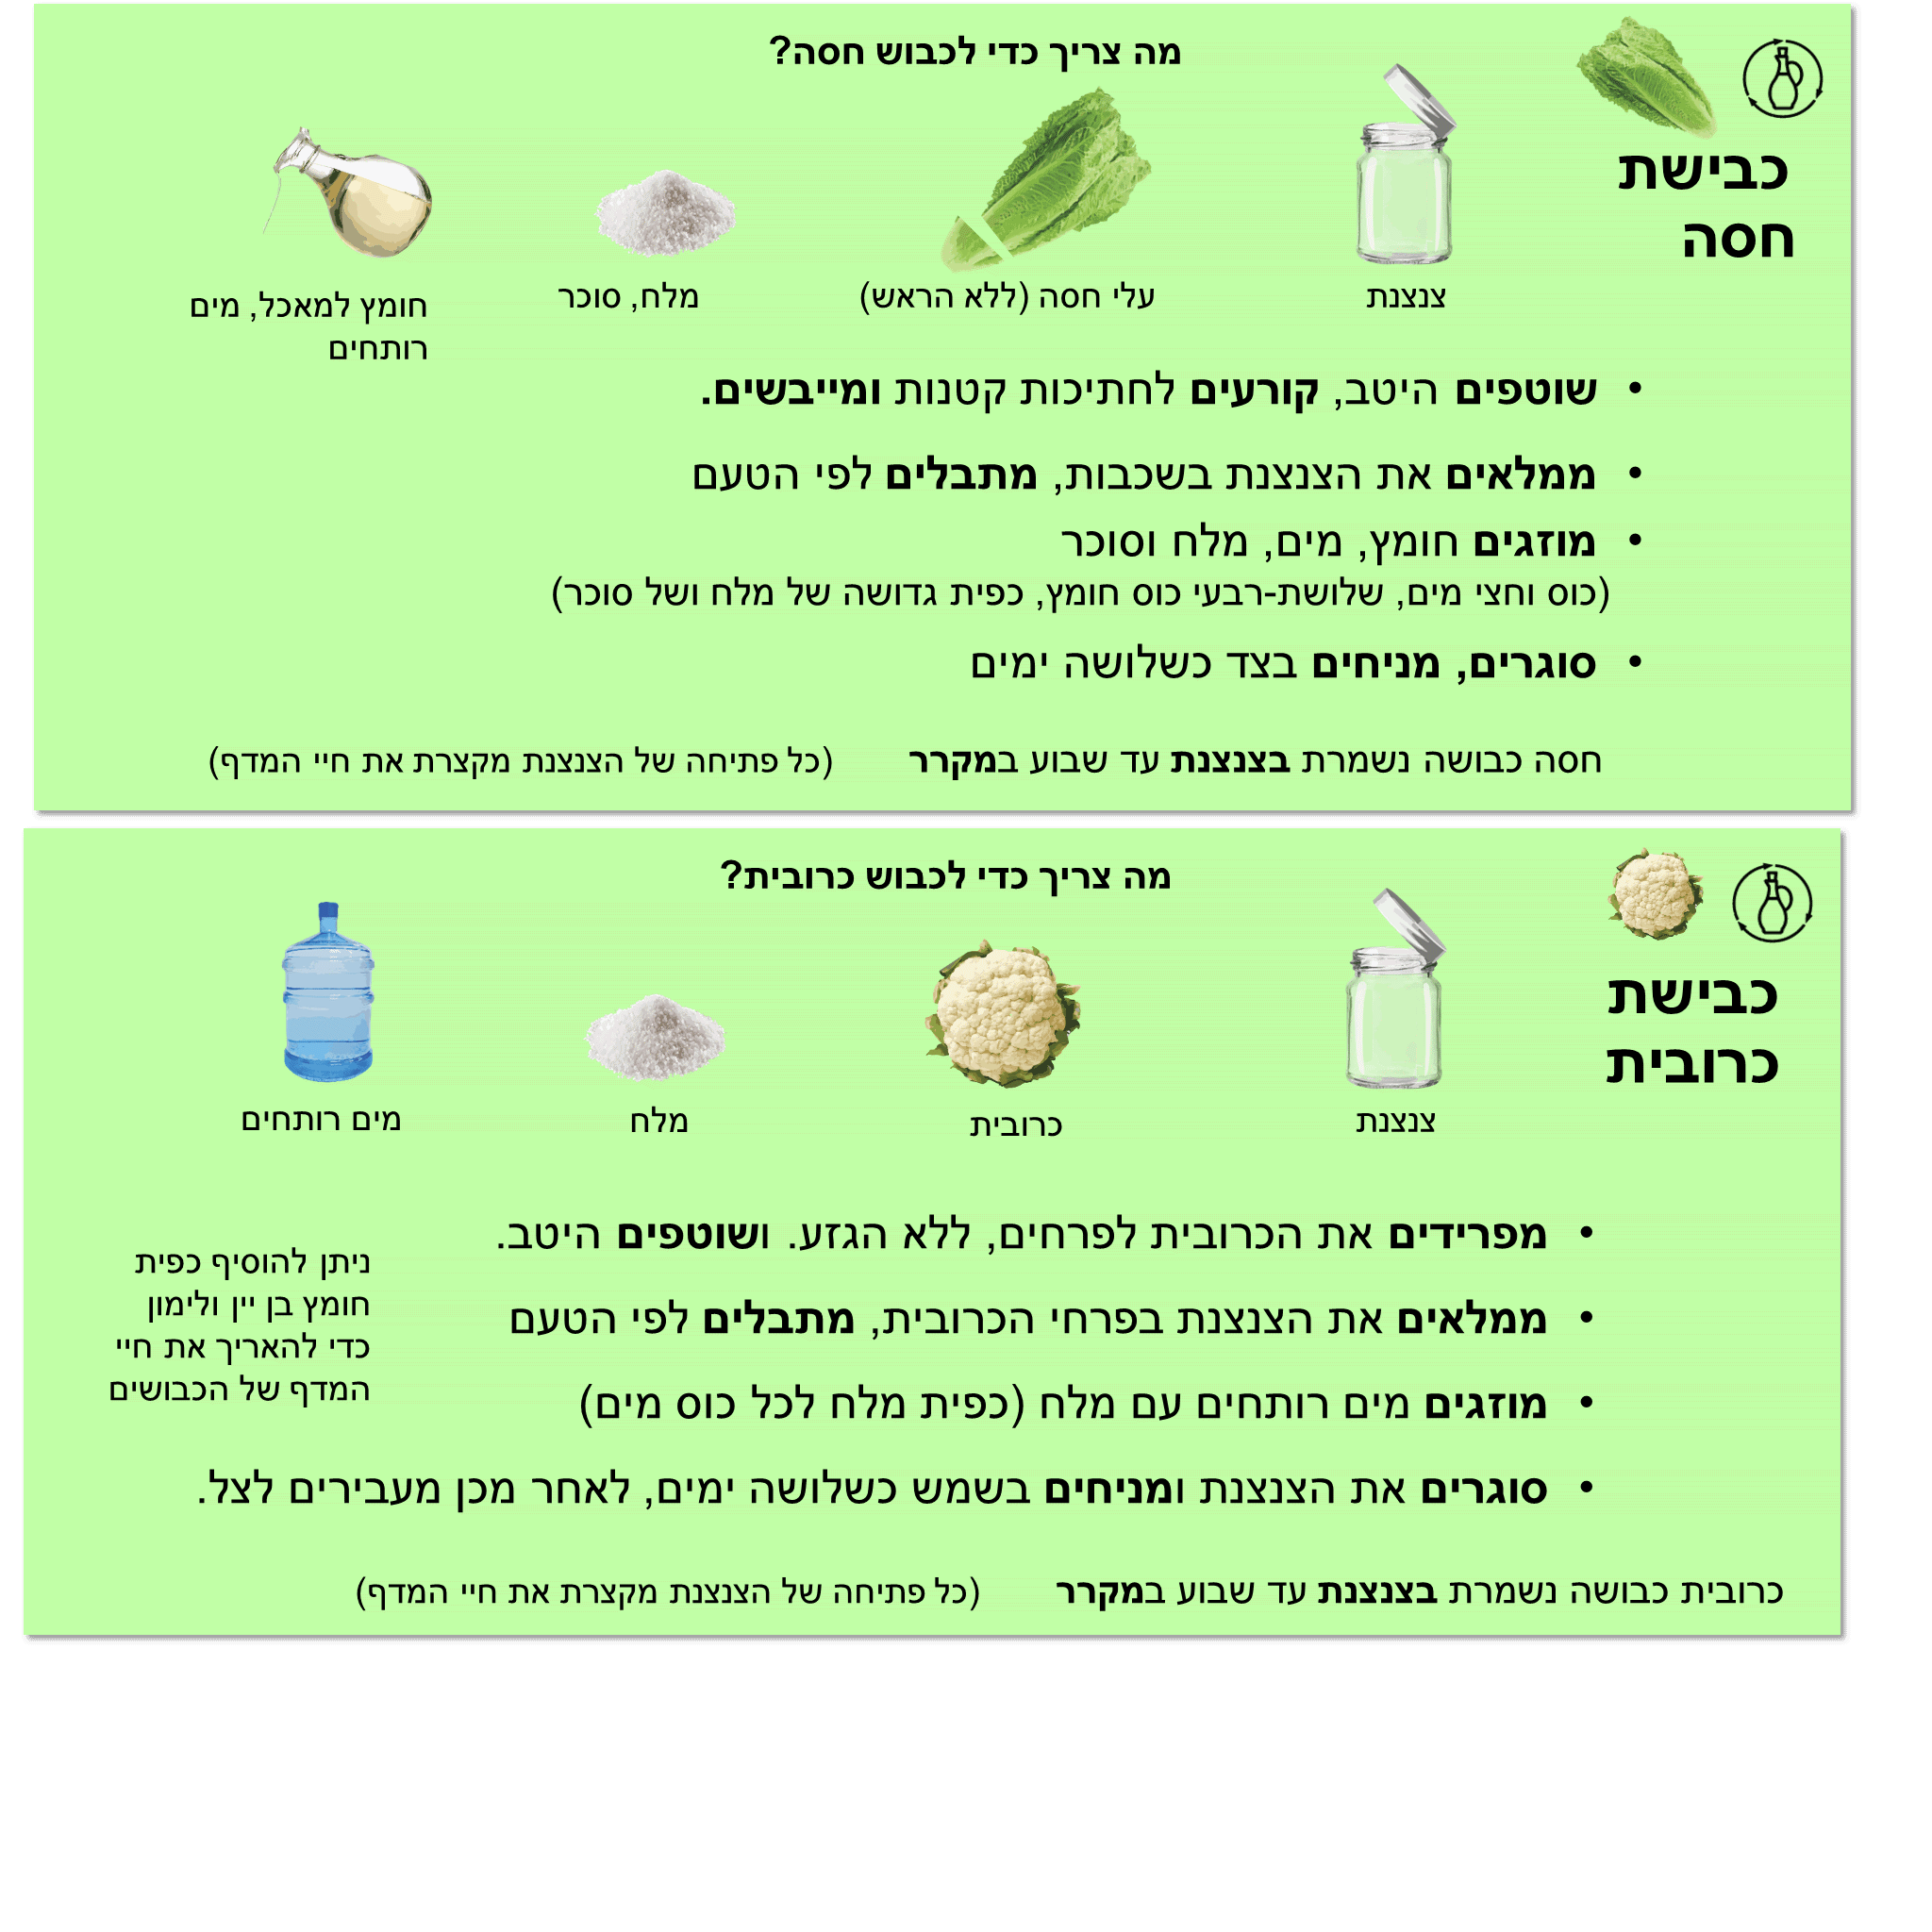 מה צריך כדי לכבוש חסה?
כבישת
חסה
צנצנת
עלי חסה (ללא הראש)
מלח, סוכר
חומץ למאכל, מים
רותחים
• שוטפים היטב, קורעים לחתיכות קטנות ומייבשים.
• ממלאים את הצנצנת בשכבות, מתבלים לפי הטעם
• מוזגים חומץ, מים, מלח וסוכר
(כוס וחצי מים, שלושת-רבעי כוס חומץ, כפית גדושה של מלח ושל סוכר)
• סוגרים, מניחים בצד כשלושה ימים
חסה כבושה נשמרת בצנצנת עד שבוע במקרר (כל פתיחה של הצנצנת מקצרת את חיי המדף)
מה צריך כדי לכבוש כרובית?
כבישת
כרובית
צנצנת
כרובית
מלח
מים רותחים
• מפרידים את הכרובית לפרחים, ללא הגזע. ושוטפים היטב.
• ממלאים את הצנצנת בפרחי הכרובית, מתבלים לפי הטעם
• מוזגים מים רותחים עם מלח (כפית מלח לכל כוס מים)
• סוגרים את הצנצנת ומניחים בשמש כשלושה ימים, לאחר מכן מעבירים לצל.
ניתן להוסיף כפית
חומץ בן יין ולימון
כדי להאריך את חיי
המדף של הכבושים
כרובית כבושה נשמרת בצנצנת עד שבוע במקרר (כל פתיחה של הצנצנת מקצרת את חיי המדף)